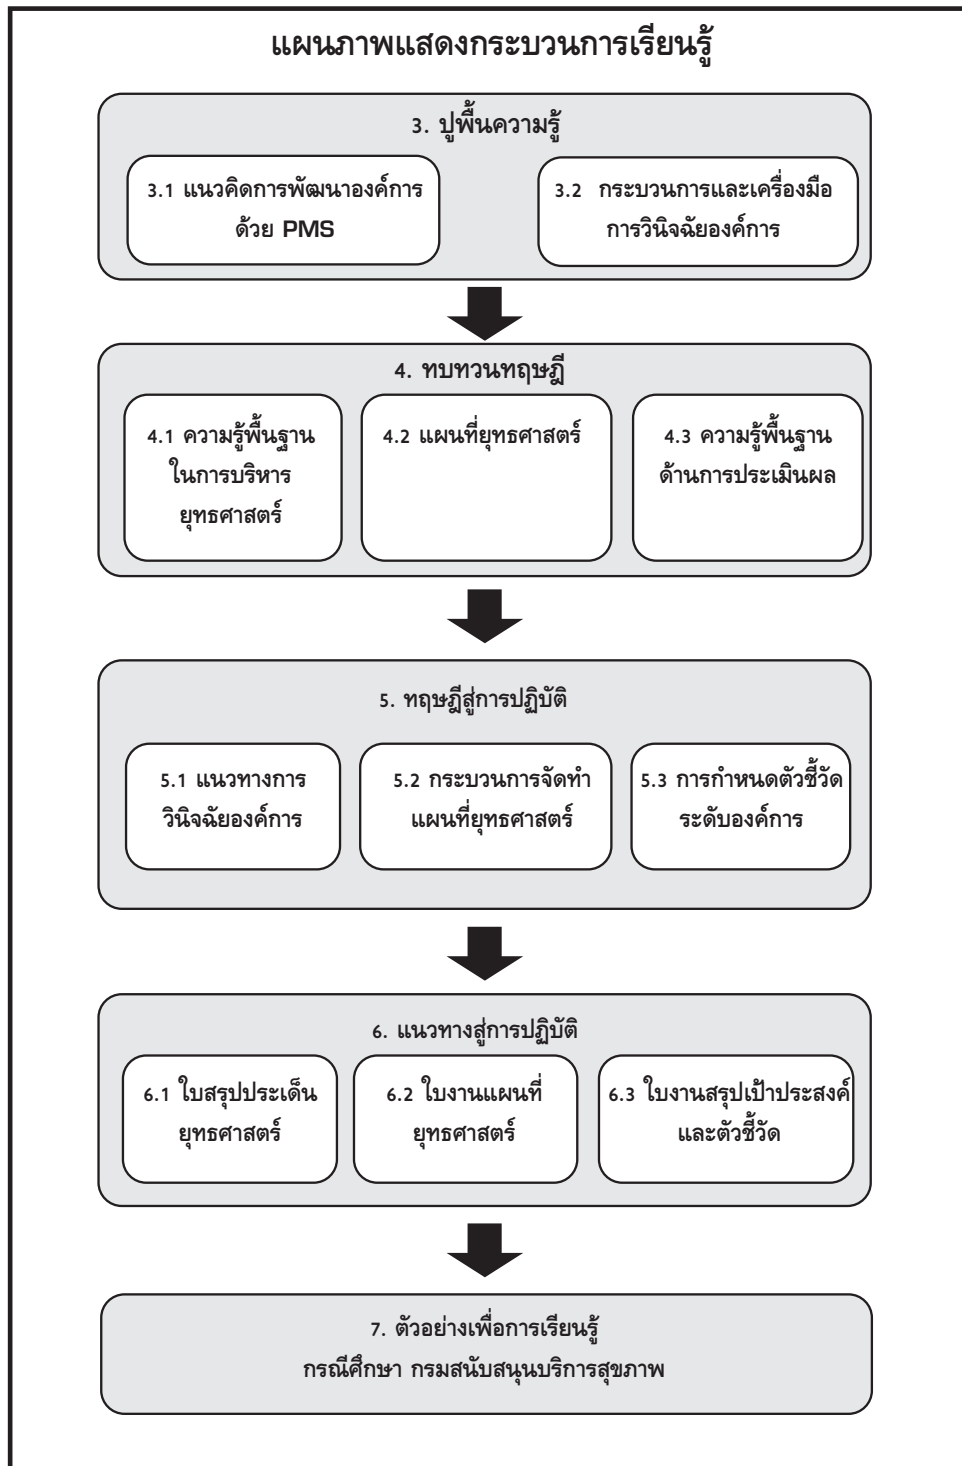 แผนภาพแสดงกระบวนการเรียนรู้
3. ปูพื้นความรู้
3.1 แนวคิดการพัฒนาองค์การ
ด้วย PMS
3.2 กระบวนการและเครื่องมือ
การวินิจฉัยองค์การ
4. ทบทวนทฤษฎี
4.1 ความรู้พื้นฐาน
ในการบริหาร
ยุทธศาสตร์
4.2 แผนที่ยุทธศาสตร์
4.3 ความรู้พื้นฐาน
ด้านการประเมินผล
5. ทฤษฎีสู่การปฏิบัติ
5.1 แนวทางการ
วินิจฉัยองค์การ
5.2 กระบวนการจัดทำ
แผนที่ยุทธศาสตร์
5.3 การกำหนดตัวชี้วัด
ระดับองค์การ
6. แนวทางสู่การปฏิบัติ
6.1 ใบสรุปประเด็น
ยุทธศาสตร์
6.2 ใบงานแผนที่
ยุทธศาสตร์
6.3 ใบงานสรุปเป้าประสงค์
และตัวชี้วัด
7. ตัวอย่างเพื่อการเรียนรู้
กรณีศึกษา กรมสนับสนุนบริการสุขภาพ